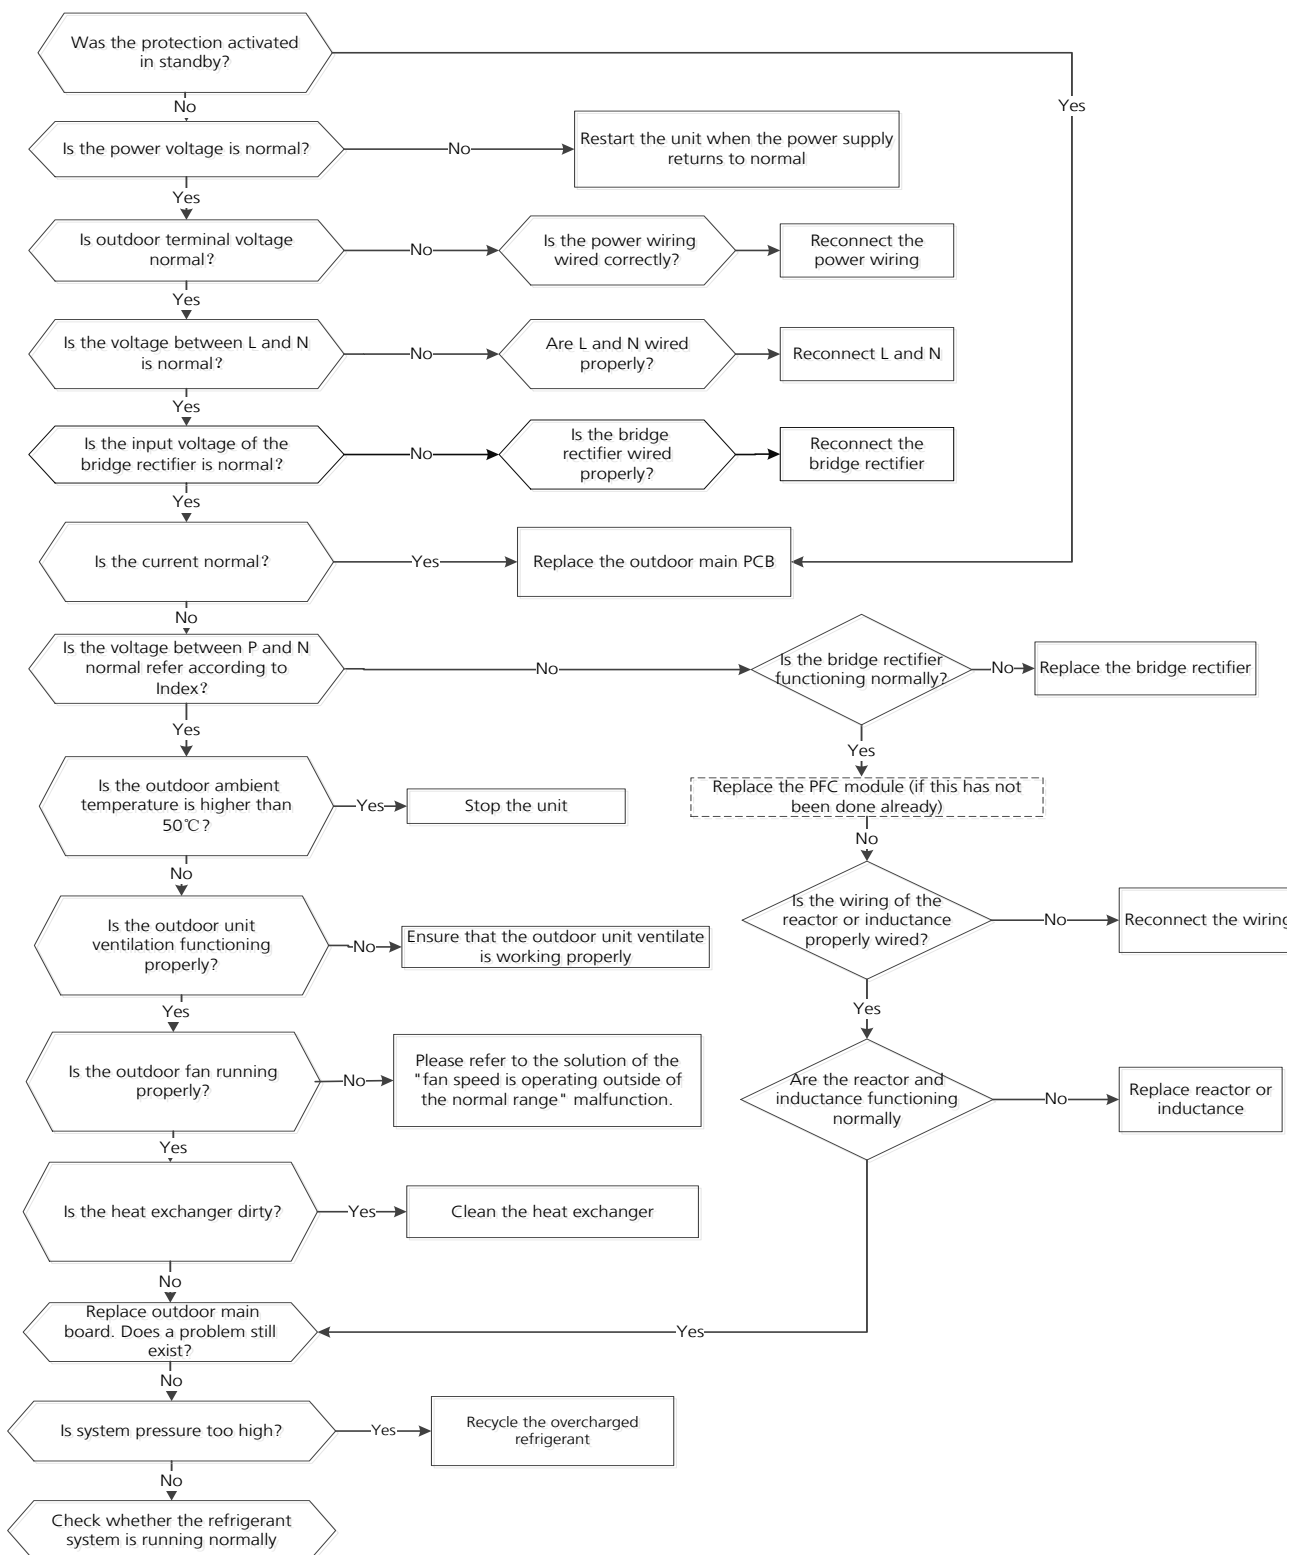 Was the protection activated
in standby?
Yes
No
Is the power voltage is normal?
No
Restart the unit when the power supply
returns to normal
Yes
Is outdoor terminal voltage
normal?
No
Is the power wiring
wired correctly?
Reconnect the
power wiring
Yes
Is the voltage between L and N
is normal?
No
Are L and N wired
properly?
Reconnect L and N
Yes
Is the input voltage of the
bridge rectifier is normal?
No
Is the bridge
rectifier wired
properly?
Reconnect the
bridge rectifier
Yes
Is the current normal?
Yes
Replace the outdoor main PCB
No
Is the voltage between P and N
normal refer according to
Index?
No
Is the bridge rectifier
functioning normally?
No
Replace the bridge rectifier
Yes
Yes
Is the outdoor ambient
temperature is higher than
50℃?
Yes
Stop the unit
Replace the PFC module (if this has not
been done already)
No
No
Is the outdoor unit
ventilation functioning
properly?
No
Ensure that the outdoor unit ventilate
is working properly
Is the wiring of the
reactor or inductance
properly wired?
No
Reconnect the wiring
Yes
Yes
Is the outdoor fan running
properly?
No
Please refer to the solution of the
"fan speed is operating outside of
the normal range" malfunction.
Are the reactor and
inductance functioning
normally
No
Replace reactor or
inductance
Yes
Is the heat exchanger dirty?
Yes
Clean the heat exchanger
No
Replace outdoor main
board. Does a problem still
exist?
Yes
No
Is system pressure too high?
Yes
Recycle the overcharged
refrigerant
No
Check whether the refrigerant
system is running normally